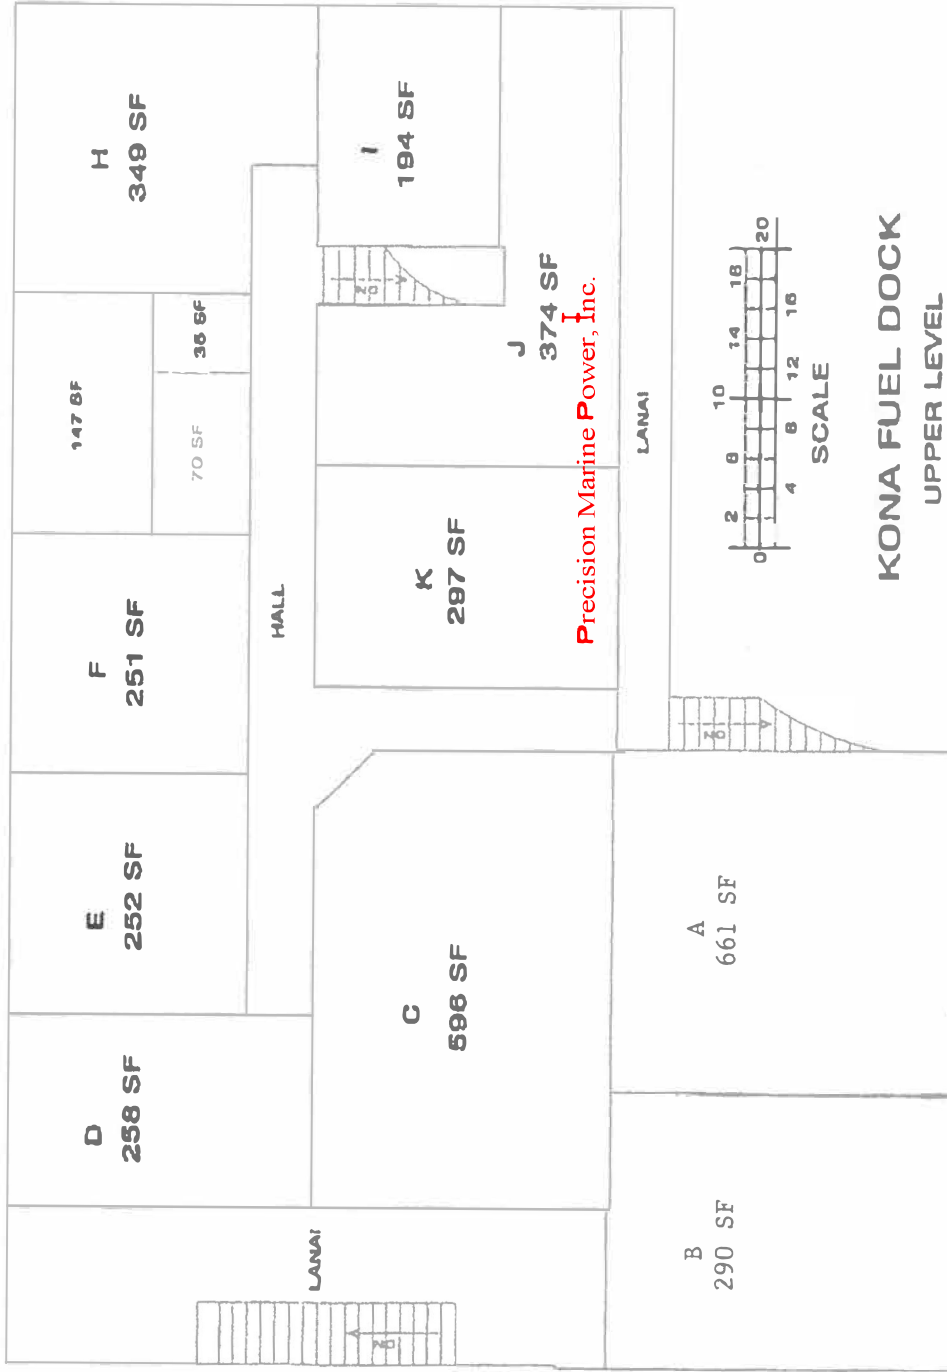 D
258 SF
E
252 SF
F
251 SF
147 SF
70 SF
35 SF
H
349 SF
HALL
LANAI
C
596 SF
K
297 SF
I
194 SF
J
374 SF
Precision Marine Power, Inc.
LANAI
B
290 SF
A
661 SF
2 6 10 14 18
0 4 8 12 16 20
SCALE
KONA FUEL DOCK
UPPER LEVEL